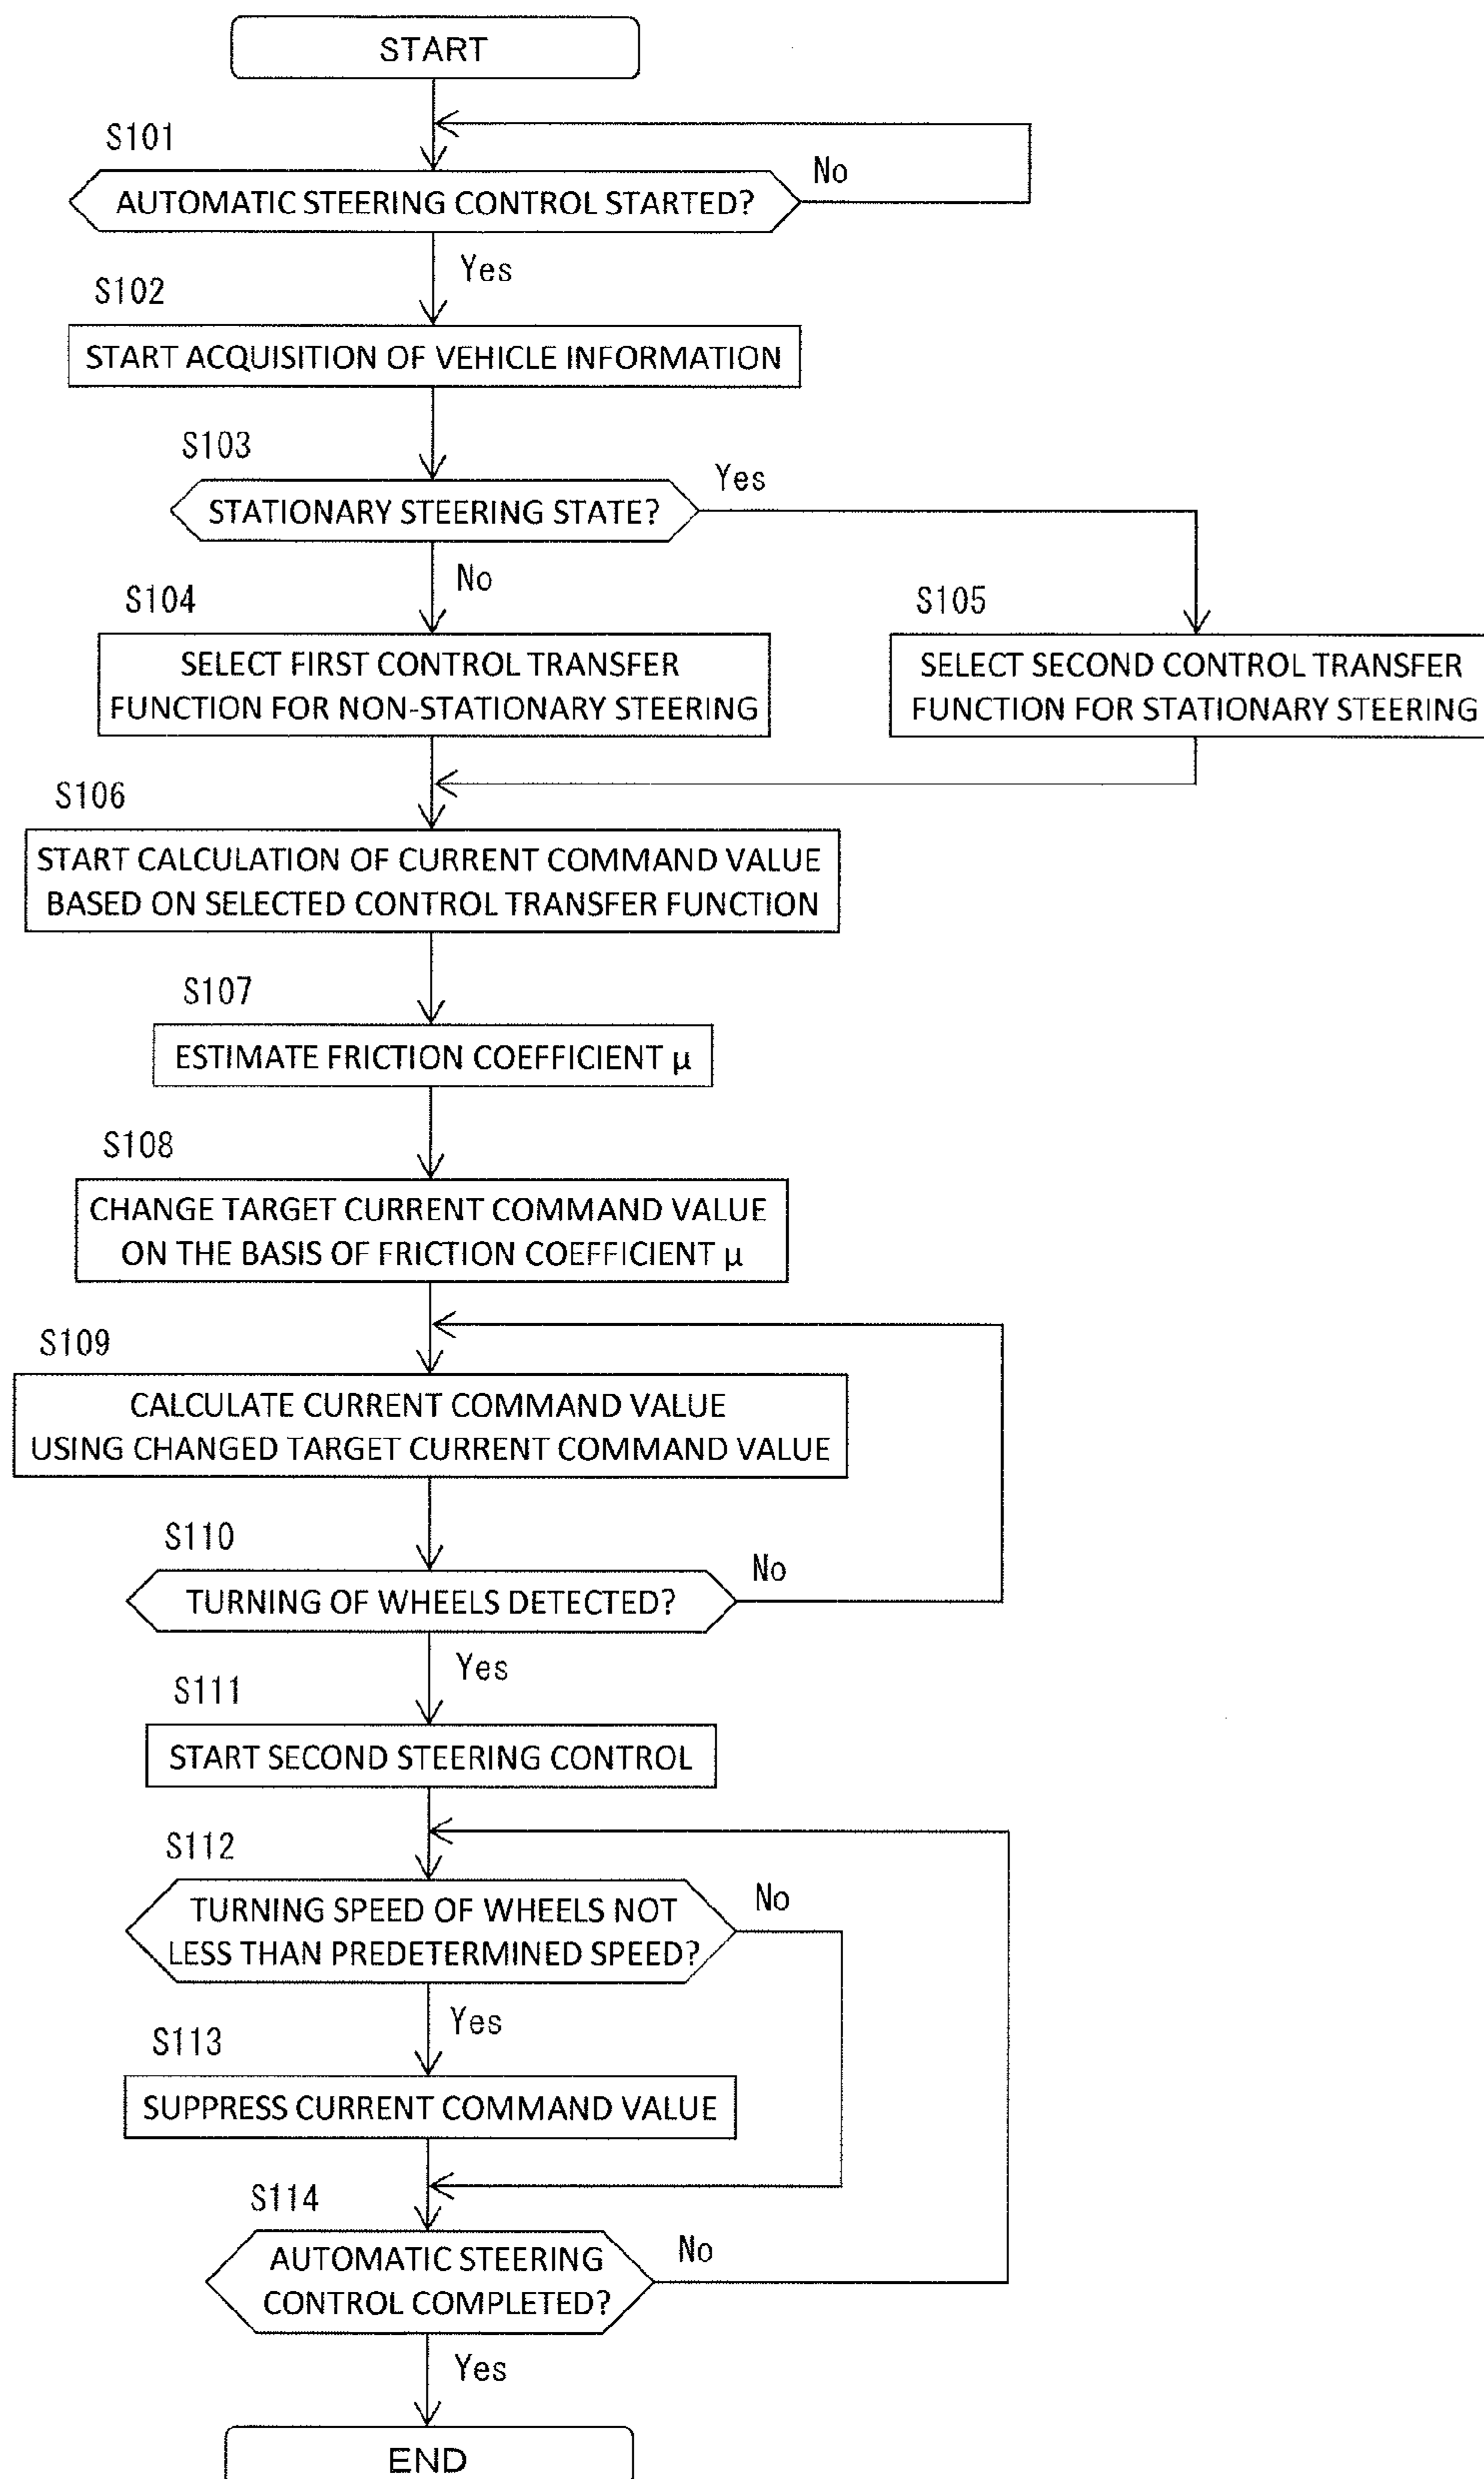 START
S101
AUTOMATIC STEERING CONTROL STARTED?
No
Yes
S102
START ACQUISITION OF VEHICLE INFORMATION
S103
STATIONARY STEERING STATE?
Yes
No
S104
SELECT FIRST CONTROL TRANSFER
FUNCTION FOR NON-STATIONARY STEERING
S105
SELECT SECOND CONTROL TRANSFER
FUNCTION FOR STATIONARY STEERING
S106
START CALCULATION OF CURRENT COMMAND VALUE
BASED ON SELECTED CONTROL TRANSFER FUNCTION
S107
ESTIMATE FRICTION COEFFICIENT μ
S108
CHANGE TARGET CURRENT COMMAND VALUE
ON THE BASIS OF FRICTION COEFFICIENT μ
S109
CALCULATE CURRENT COMMAND VALUE
USING CHANGED TARGET CURRENT COMMAND VALUE
S110
TURNING OF WHEELS DETECTED?
No
Yes
S111
START SECOND STEERING CONTROL
S112
TURNING SPEED OF WHEELS NOT
LESS THAN PREDETERMINED SPEED?
No
Yes
S113
SUPPRESS CURRENT COMMAND VALUE
S114
AUTOMATIC STEERING
CONTROL COMPLETED?
No
Yes
END